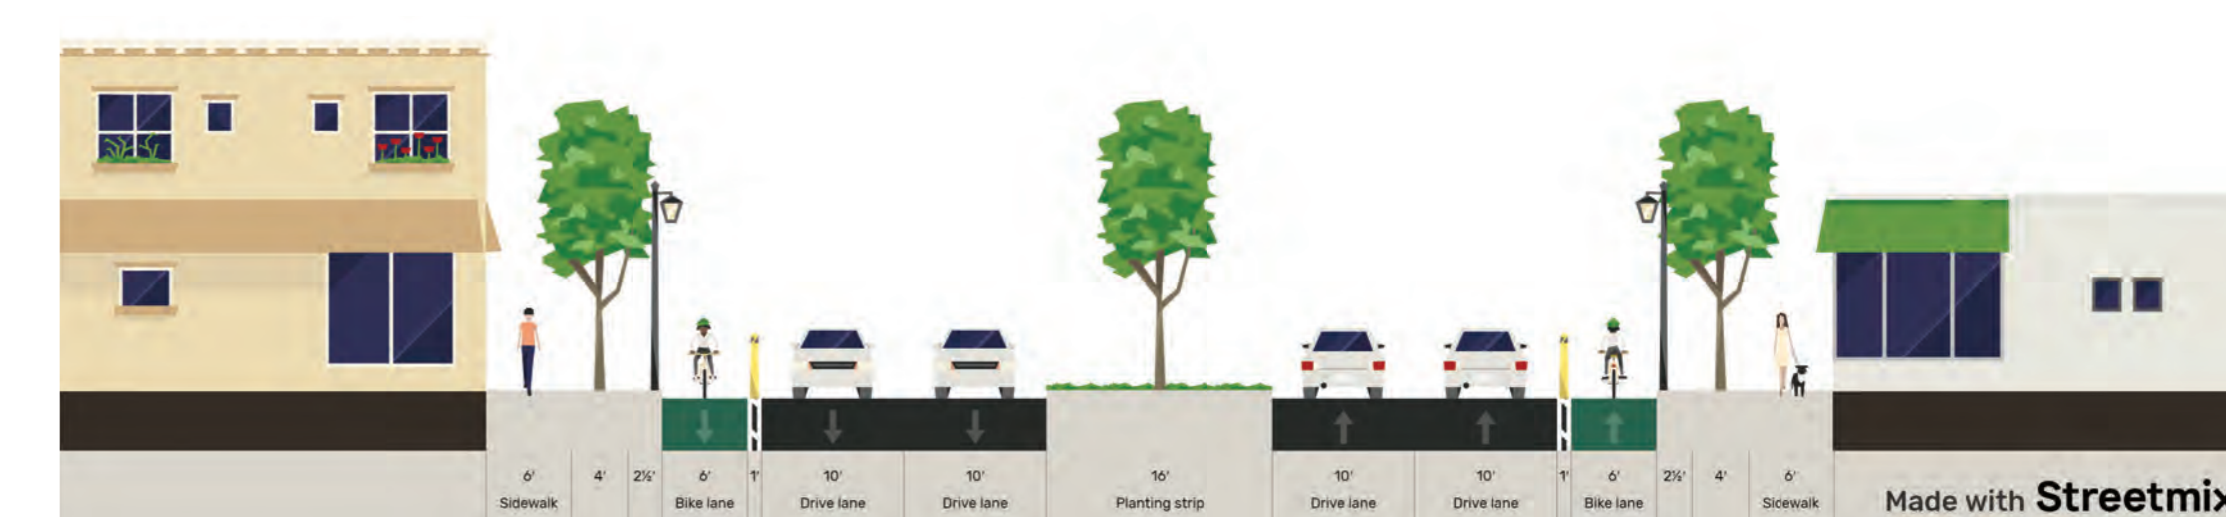 6' 4' 2½' 6' 1' 10' 10' 16' 10' 10' 1' 6' 2½' 4' 6'
Sidewalk Bike lane Drive lane Drive lane Planting strip Drive lane Drive lane Bike lane Sidewalk
Made with Streetmix